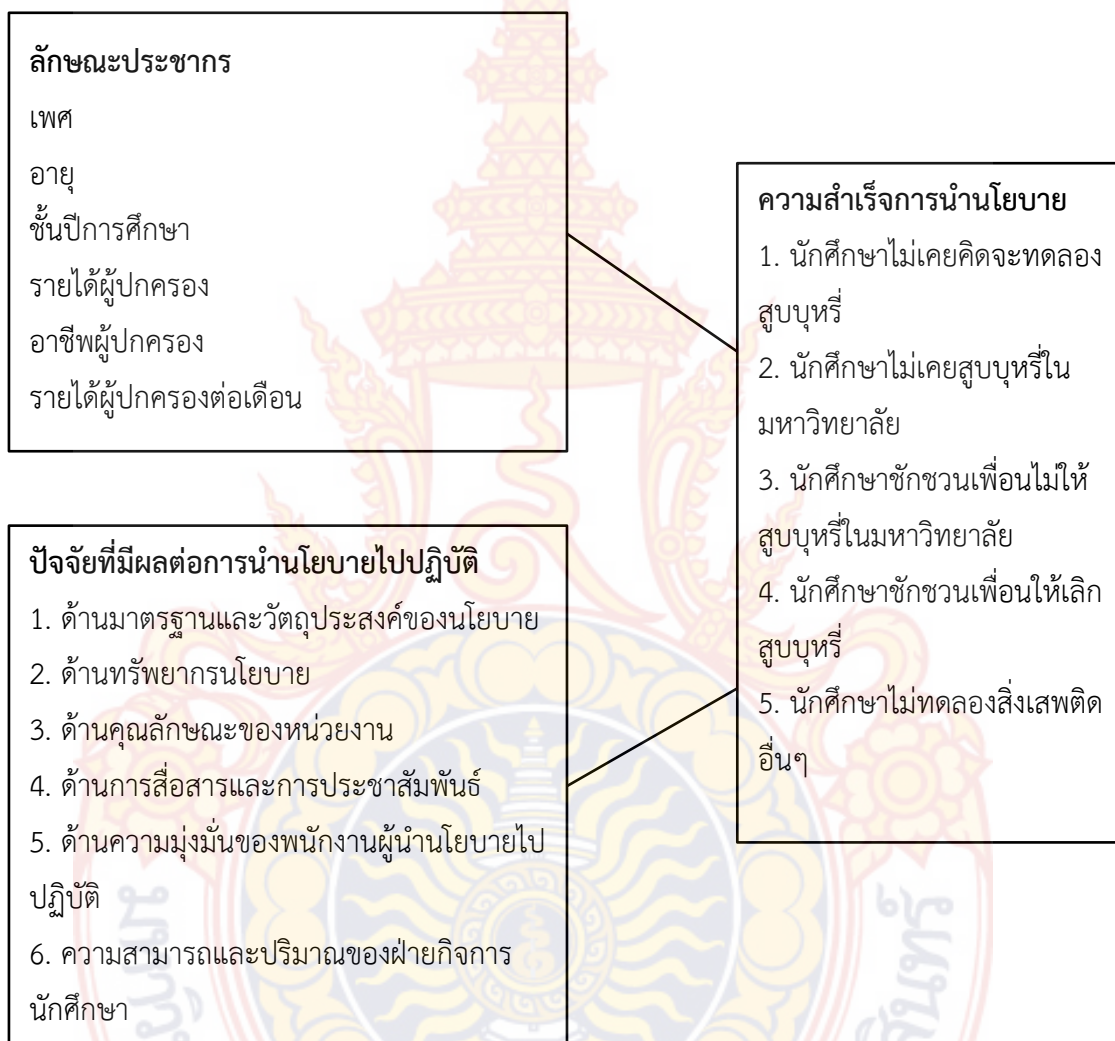 ลักษณะประชากร
เพศ
อายุ
ชั้นปีการศึกษา
รายได้ผู้ปกครอง
อาชีพผู้ปกครอง
รายได้ผู้ปกครองต่อเดือน
ปัจจัยที่มีผลต่อการนำนโยบายไปปฏิบัติ
1. ด้านมาตรฐานและวัตถุประสงค์ของนโยบาย
2. ด้านทรัพยากรนโยบาย
3. ด้านคุณลักษณะของหน่วยงาน
4. ด้านการสื่อสารและการประชาสัมพันธ์
5. ด้านความมุ่งมั่นของพนักงานผู้นำนโยบายไป
ปฏิบัติ
6. ความสามารถและปริมาณของฝ่ายกิจการ
นักศึกษา
ความสำเร็จการนำนโยบาย
1. นักศึกษาไม่เคยคิดจะทดลอง
สูบบุหรี่
2. นักศึกษาไม่เคยสูบบุหรี่ใน
มหาวิทยาลัย
3. นักศึกษาชักชวนเพื่อนไม่ให้
สูบบุหรี่ในมหาวิทยาลัย
4. นักศึกษาชักชวนเพื่อนให้เลิก
สูบบุหรี่
5. นักศึกษาไม่ทดลองสิ่งเสพติด
อื่นๆ